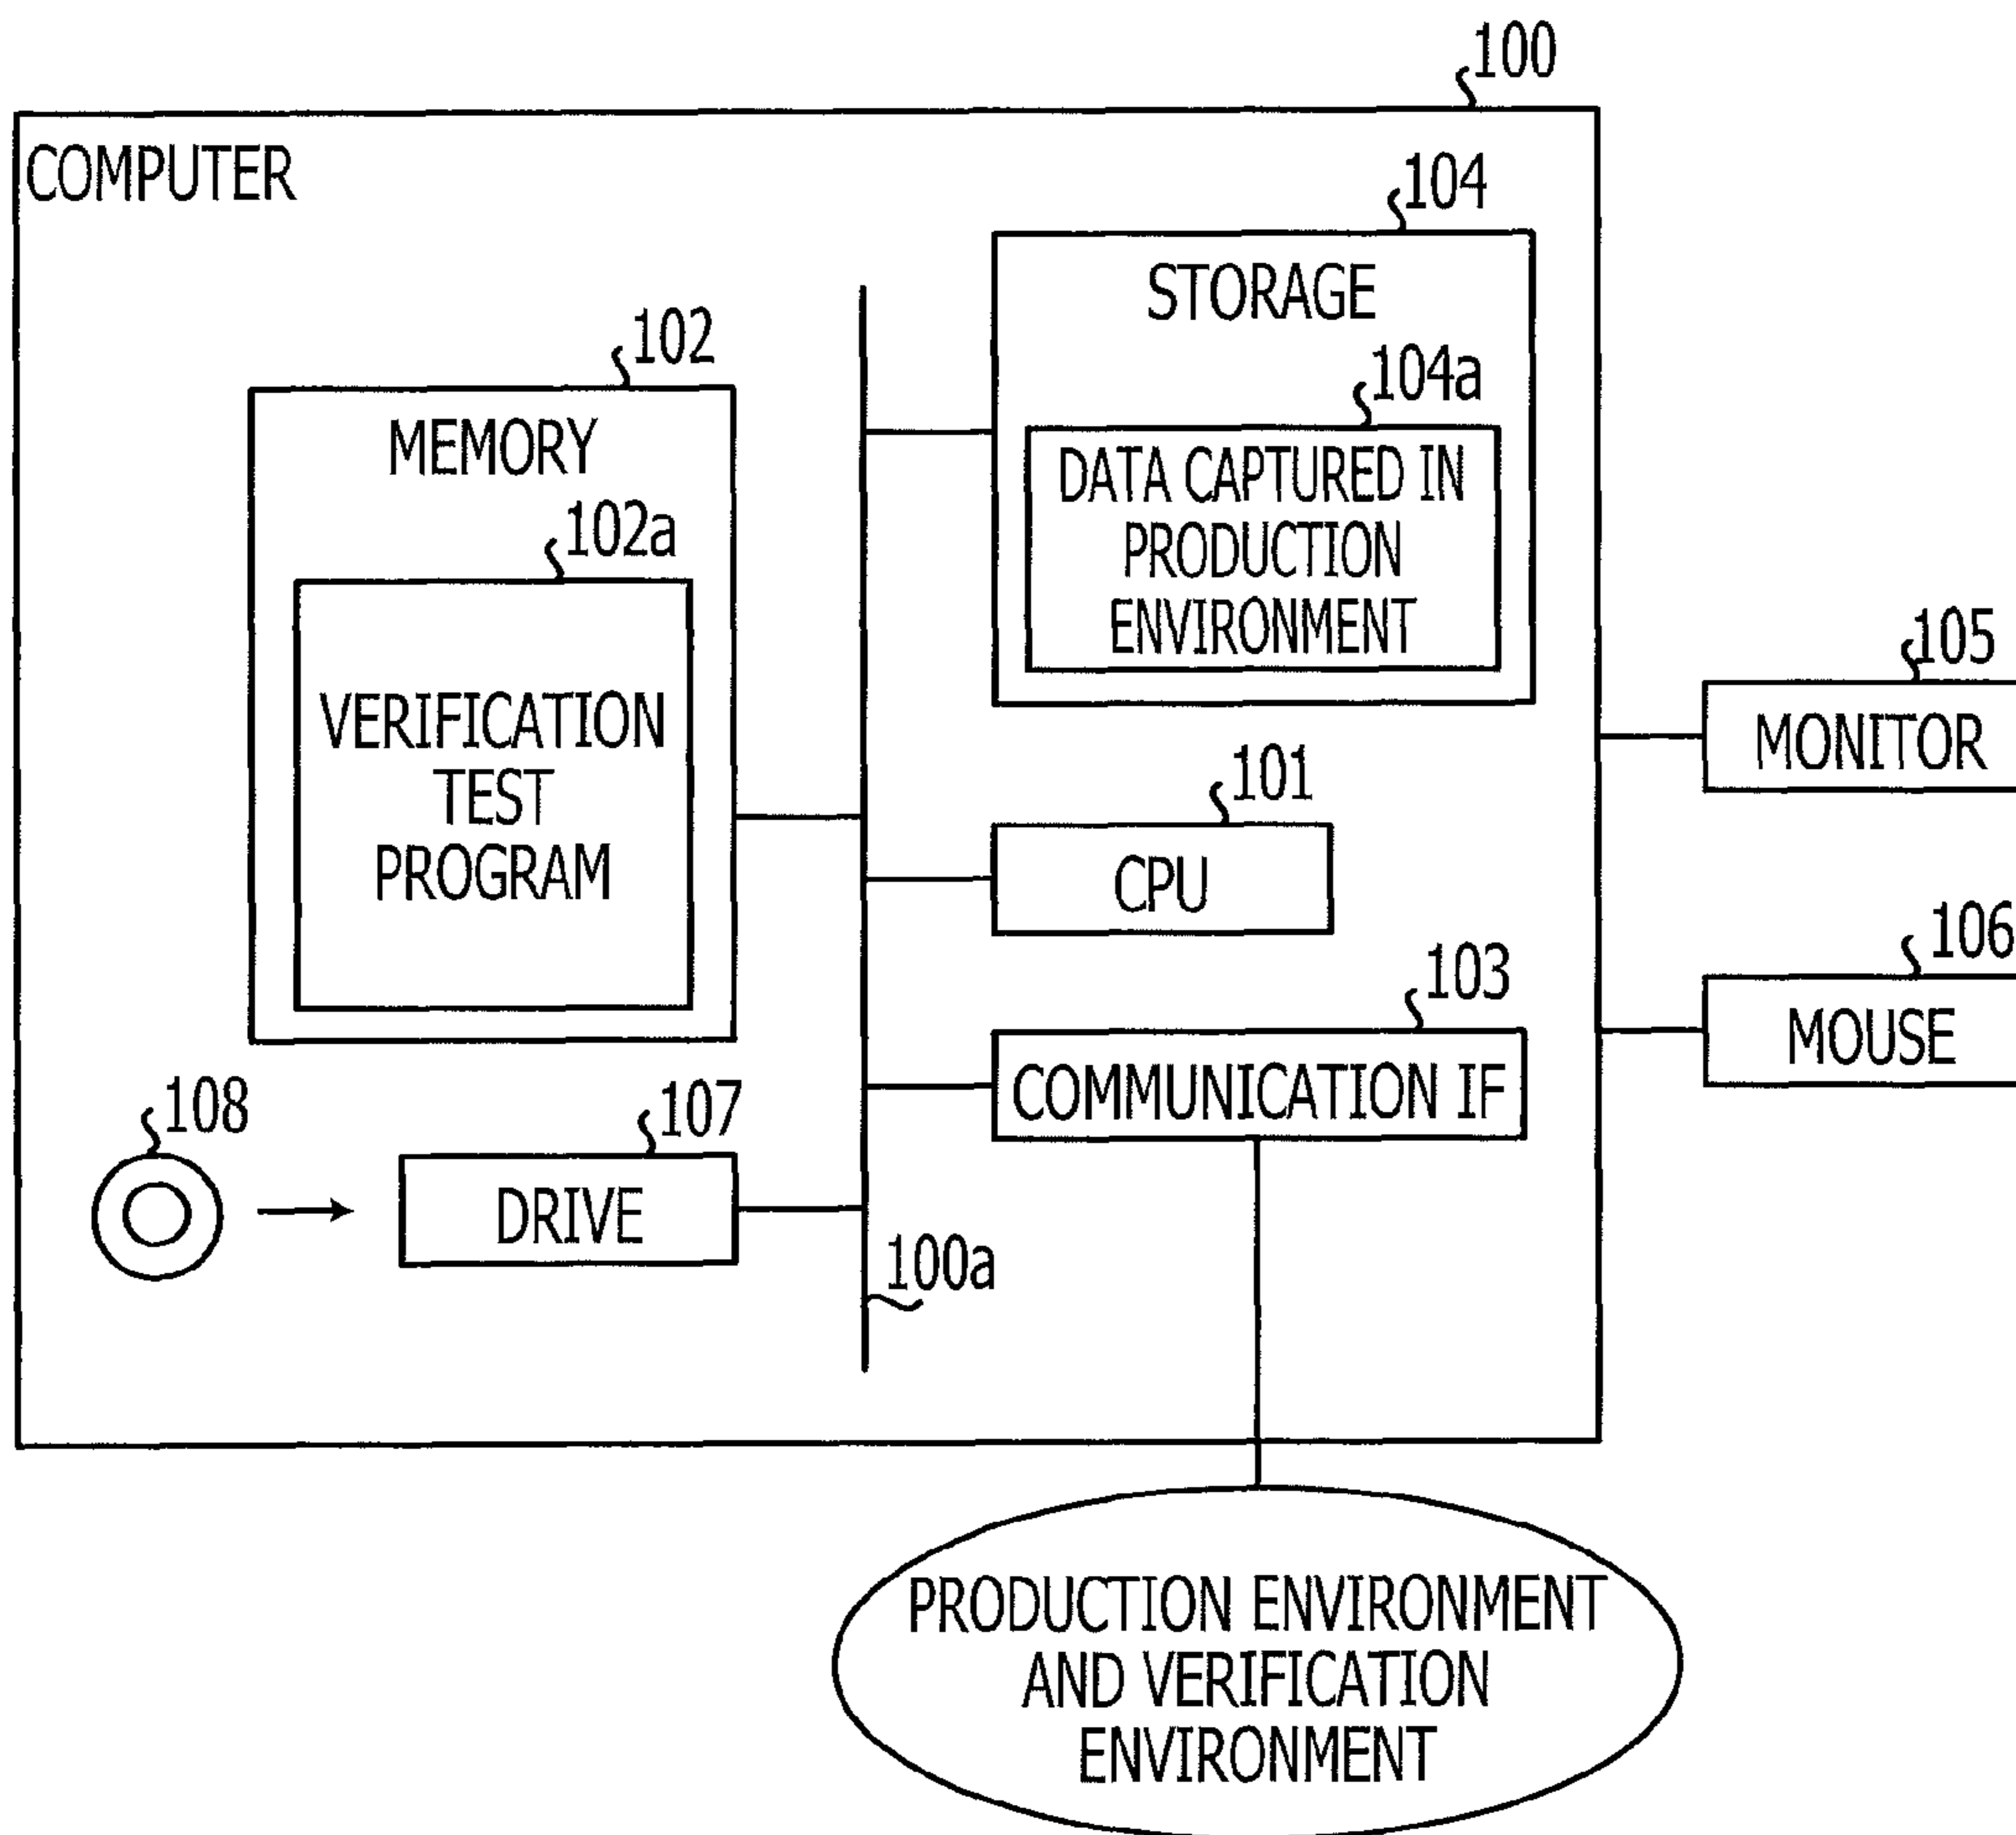 100
COMPUTER
104
STORAGE
104a
DATA CAPTURED IN
PRODUCTION
ENVIRONMENT
102
MEMORY
102a
VERIFICATION
TEST
PROGRAM
105
MONITOR
101
CPU
106
MOUSE
103
COMMUNICATION IF
108
107
DRIVE
100a
PRODUCTION ENVIRONMENT
AND VERIFICATION
ENVIRONMENT